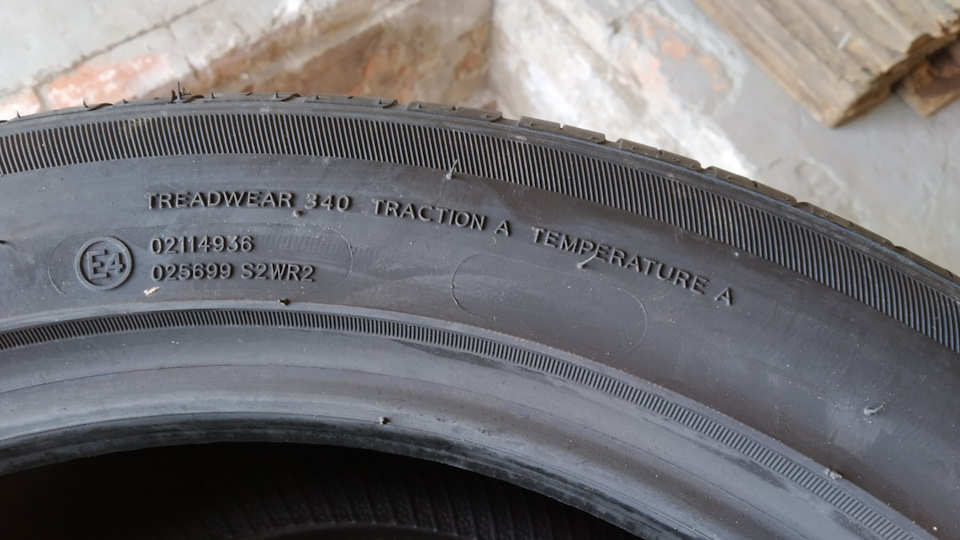 TREADWEAR 340 TRACTION A TEMPERATURE A
E4
02114936
025699 S2WR2